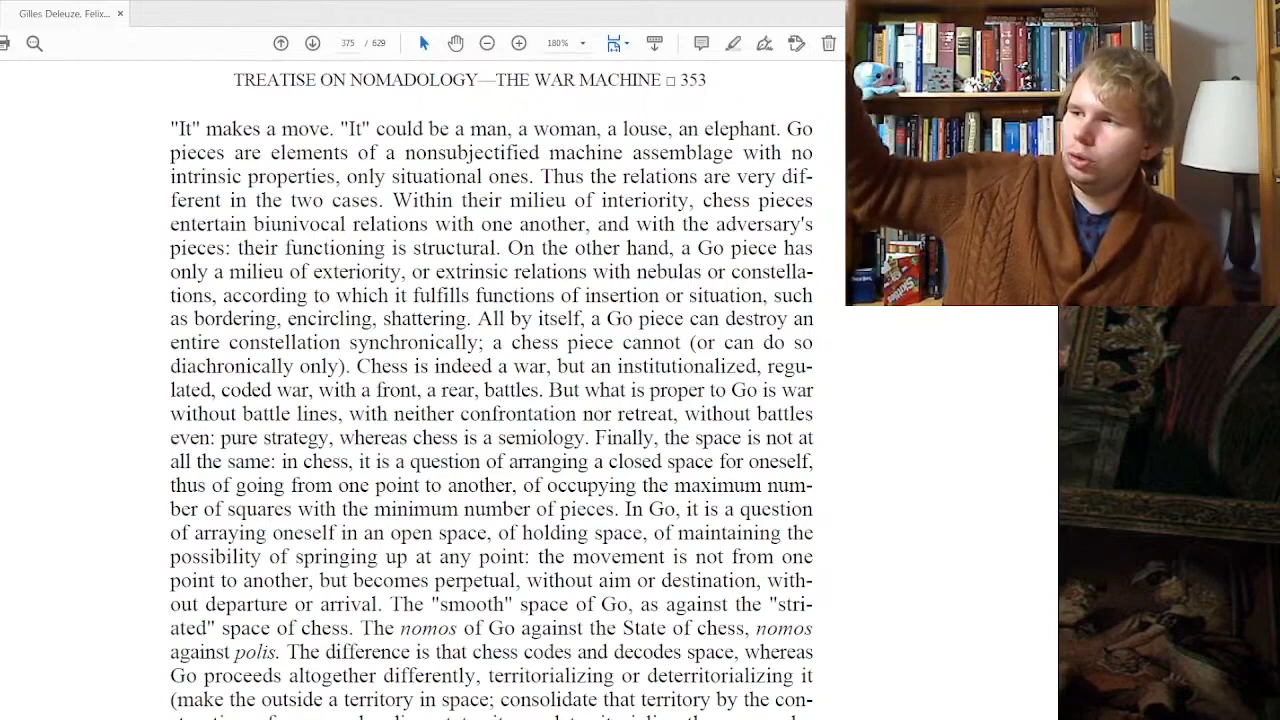 Gilles Deleuze, Felix...
375 / 629
180%
TREATISE ON NOMADOLOGY—THE WAR MACHINE □ 353
"It" makes a move. "It" could be a man, a woman, a louse, an elephant. Go
pieces are elements of a nonsubjectified machine assemblage with no
intrinsic properties, only situational ones. Thus the relations are very dif-
ferent in the two cases. Within their milieu of interiority, chess pieces
entertain biunivocal relations with one another, and with the adversary's
pieces: their functioning is structural. On the other hand, a Go piece has
only a milieu of exteriority, or extrinsic relations with nebulas or constella-
tions, according to which it fulfills functions of insertion or situation, such
as bordering, encircling, shattering. All by itself, a Go piece can destroy an
entire constellation synchronically; a chess piece cannot (or can do so
diachronically only). Chess is indeed a war, but an institutionalized, regu-
lated, coded war, with a front, a rear, battles. But what is proper to Go is war
without battle lines, with neither confrontation nor retreat, without battles
even: pure strategy, whereas chess is a semiology. Finally, the space is not at
all the same: in chess, it is a question of arranging a closed space for oneself,
thus of going from one point to another, of occupying the maximum num-
ber of squares with the minimum number of pieces. In Go, it is a question
of arraying oneself in an open space, of holding space, of maintaining the
possibility of springing up at any point: the movement is not from one
point to another, but becomes perpetual, without aim or destination, with-
out departure or arrival. The "smooth" space of Go, as against the "stri-
ated" space of chess. The nomos of Go against the State of chess, nomos
against polis. The difference is that chess codes and decodes space, whereas
Go proceeds altogether differently, territorializing or deterritorializing it
(make the outside a territory in space; consolidate that territory by the con-
Skittles